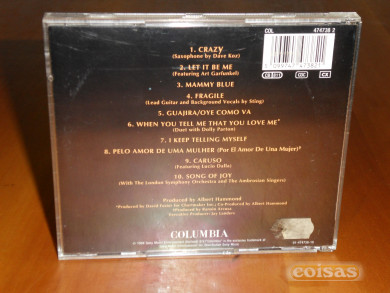 COL 474738 2
1. CRAZY
(Saxophone by Dave Koz)
2. LET IT BE ME
(Featuring Art Garfunkel)
3. MAMMY BLUE
4. FRAGILE
(Lead Guitar and Background Vocals by Sting)
5. GUAJIRA/OYE COMO VA
6. WHEN YOU TELL ME THAT YOU LOVE ME*
(Duet with Dolly Parton)
7. I KEEP TELLING MYSELF
8. PELO AMOR DE UMA MULHER (Por El Amor De Una Mujer)
9. CARUSO
(Featuring Lucio Dalla)
10. SONG OF JOY
(With The London Symphony Orchestra and The Ambrosian Singers)
Produced by Albert Hammond
COLUMBIA
coisas